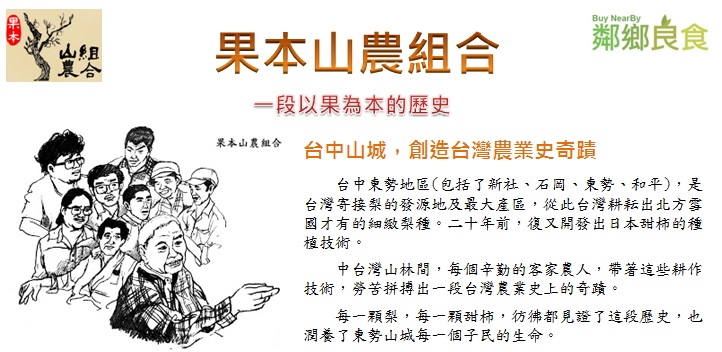 果本
山農
組合
Buy NearBy
鄰鄉良食
果本山農組合
一段以果為本的歷史
果本山農組合
台中山城，創造台灣農業史奇蹟
台中東勢地區(包括了新社、石岡、東勢、和平)，是
台灣寄接梨的發源地及最大產區，從此台灣耕耘出北方雪
國才有的細緻梨種。二十年前，復又開發出日本甜柿的種
植技術。
中台灣山林間，每個辛勤的客家農人，帶著這些耕作
技術，勞苦拼搏出一段台灣農業史上的奇蹟。
每一顆梨，每一顆甜柿，彷彿都見證了這段歷史，也
潤養了東勢山城每一個子民的生命。